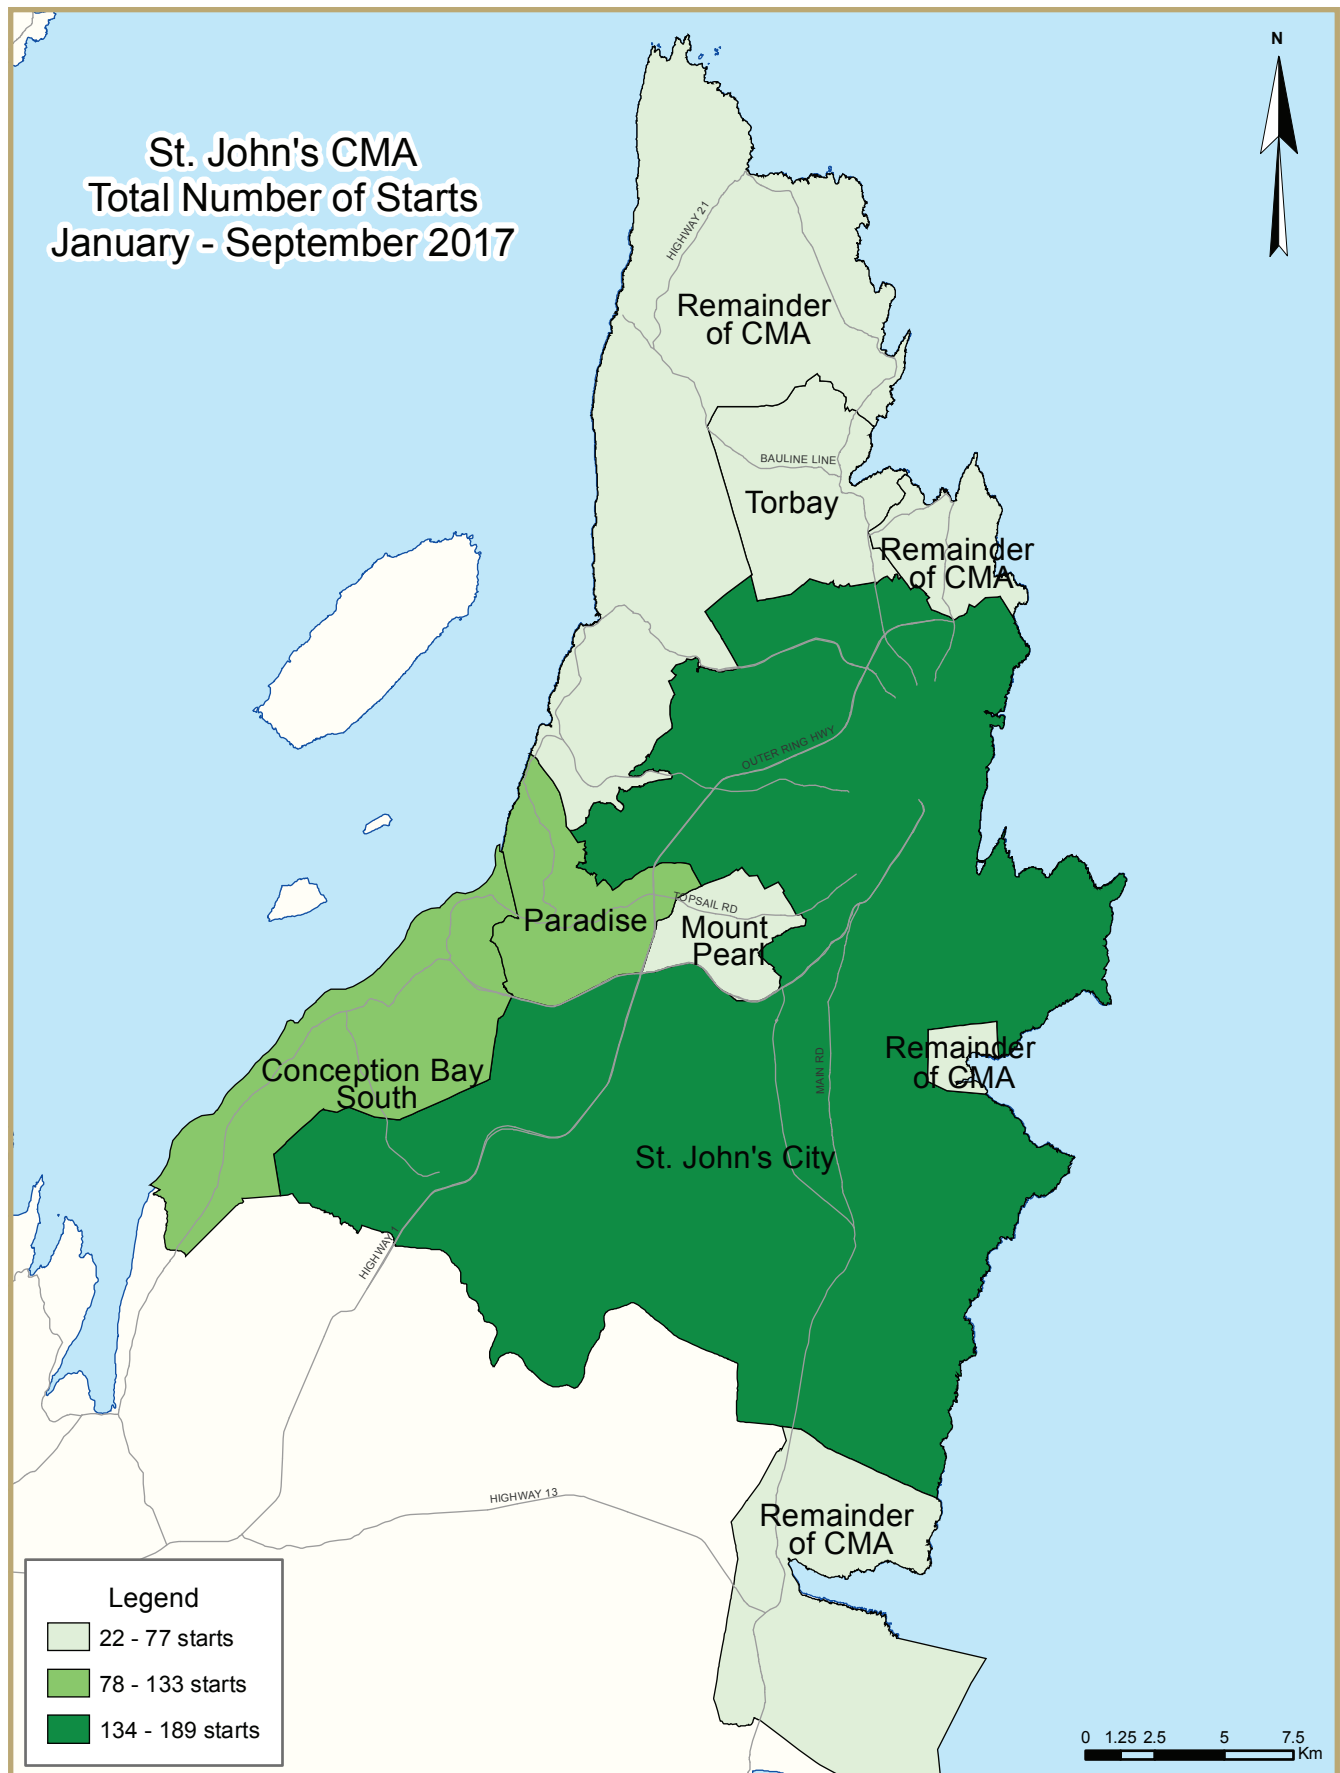 N
St. John's CMA
Total Number of Starts
January - September 2017
HIGHWAY 21
Remainder
of CMA
BAULINE LINE
Torbay
Remainder
of CMA
OUTER RING HWY
TOPSAIL RD
Paradise
Mount
Pearl
Remainder
of CMA
MAIN RD
Conception Bay
South
St. John's City
HIGHWAY 1
HIGHWAY 13
Remainder
of CMA
Legend
22 - 77 starts
78 - 133 starts
134 - 189 starts
0 1.25 2.5 5 7.5
Km